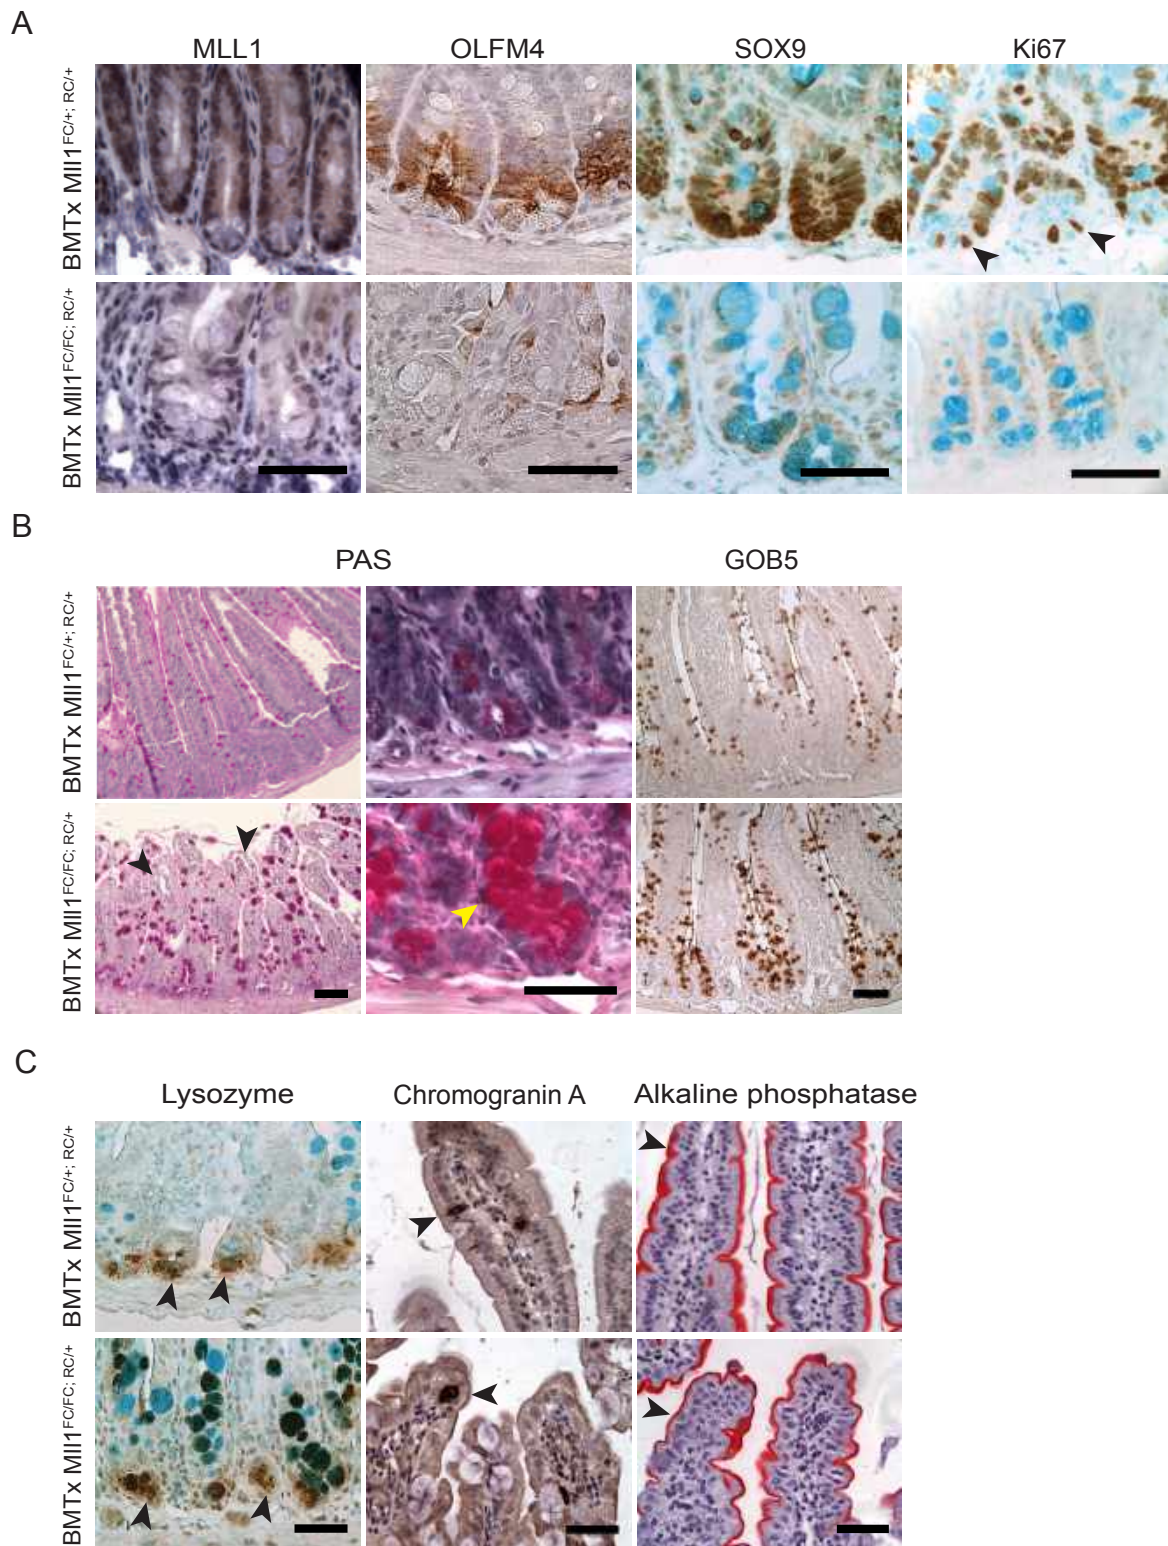 A
MLL1 OLFM4 SOX9 Ki67
BMTx Mll1FC/+; RC/+
BMTx Mll1FC/FC; RC/+
B
PAS GOB5
BMTx Mll1FC/+; RC/+
BMTx Mll1FC/FC; RC/+
C
Lysozyme Chromogranin A Alkaline phosphatase
BMTx Mll1FC/+; RC/+
BMTx Mll1FC/FC; RC/+